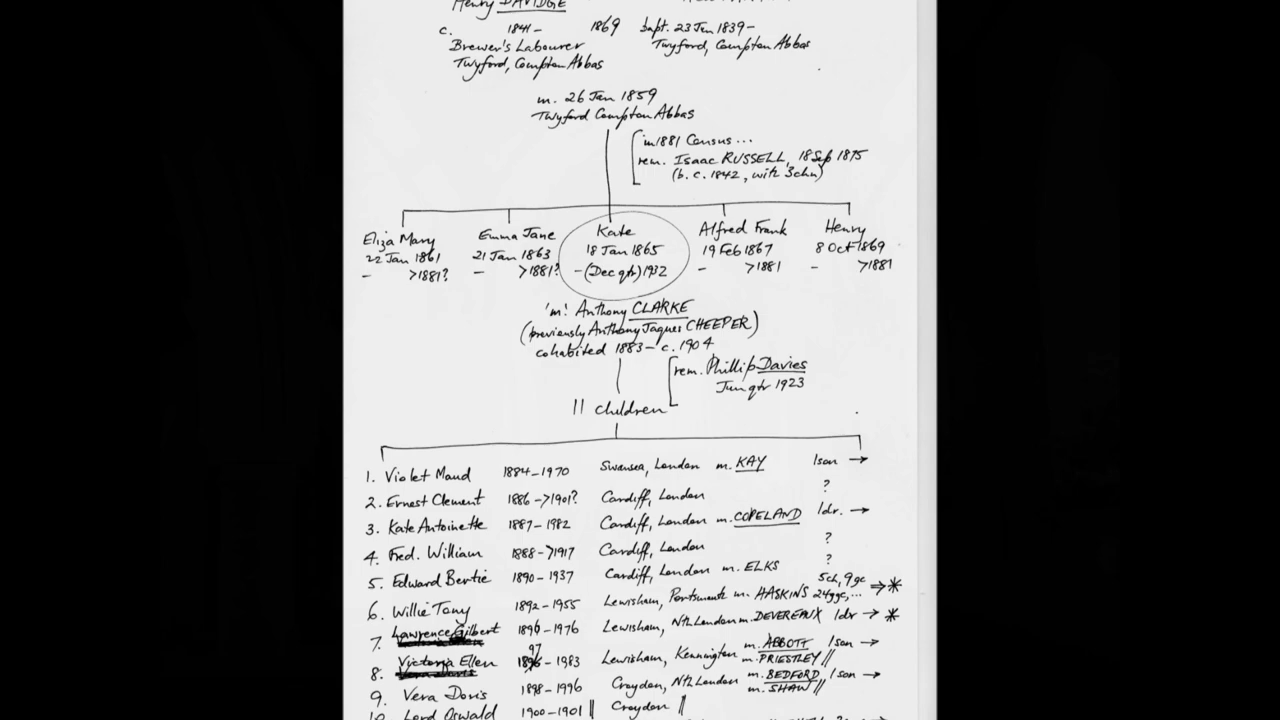 Henry DAVIDGE
c. 1841 - 1869 bapt. 23 Jun 1839 -
Brewer's Labourer Twyford, Compton Abbas
Twyford, Compton Abbas
m. 26 Jan 1859
Twyford Compton Abbas
in 1881 Census ...
rem. Isaac RUSSELL, 18 Sep 1875
(b. c. 1842, with 3 chn)
Eliza Mary Emma Jane Kate Alfred Frank Henry
22 Jan 1861 21 Jan 1863 18 Jan 1865 19 Feb 1867 8 Oct 1869
- >1881? - >1881? - (Dec qtr) 1932 - >1881 - >1881
'm'. Anthony CLARKE
(previously Anthony Jaques CHEEPER)
cohabited 1883 - c. 1904
rem. Phillip Davies
Jun qtr 1923
11 children
1. Violet Maud 1884-1970 Swansea, London m. KAY 1 son →
2. Ernest Clement 1886->1901? Cardiff, London ?
3. Kate Antoinette 1887-1982 Cardiff, London m. COPELAND 1 dr. →
4. Fred. William 1888->1917 Cardiff, London ?
5. Edward Bertie 1890-1937 Cardiff, London m. ELKS ?
6. Willie Tony 1892-1955 Lewisham, Portsmouth m. HASKINS 5ch, 9gc 24ggc,... → *
7. Lawrence Gilbert 1896-1976 Lewisham, Nth London m. DEVEREAUX 1 dr → *
8. Victoria Ellen 1897-1983 Lewisham, Kennington m. ABBOTT 1 son →
m. PRIESTLEY //
9. Vera Doris 1898-1996 Croydon, Nth London m. BEDFORD 1 son →
m. SHAW //
10. Lord Oswald 1900-1901 || Croydon ||